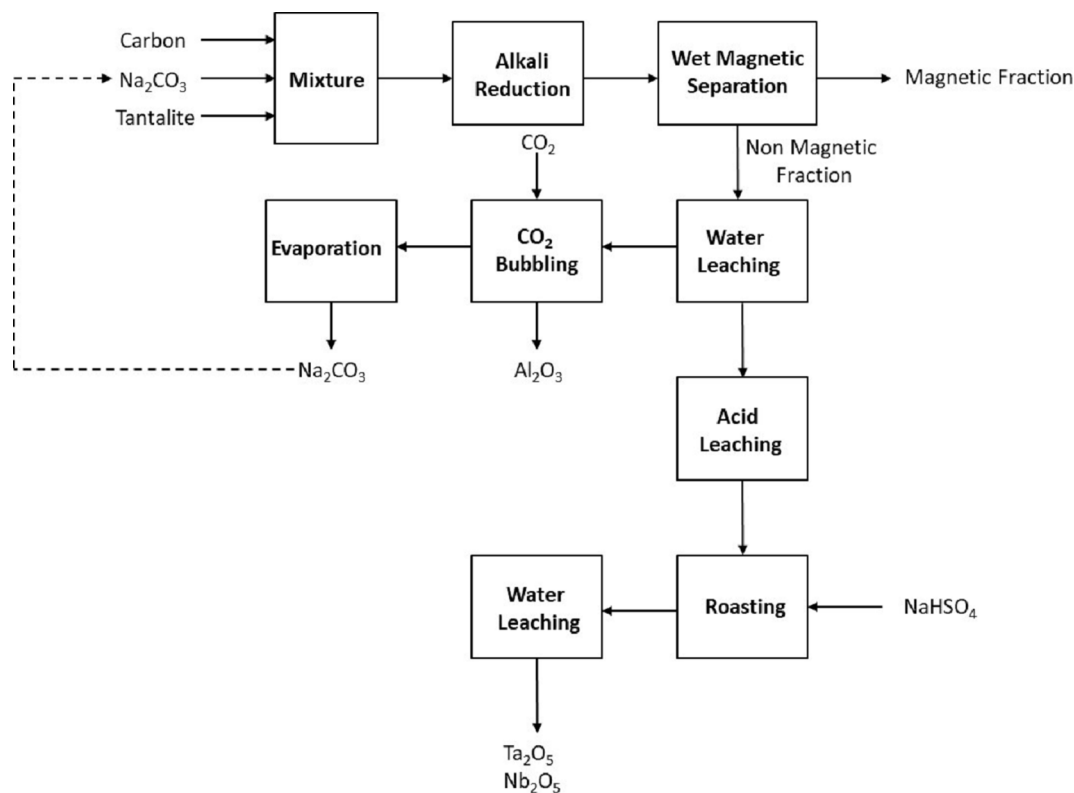 Carbon
Na₂CO₃
Tantalite
Mixture
Alkali
Reduction
Wet Magnetic
Separation
Magnetic Fraction
CO₂
Non Magnetic
Fraction
Evaporation
CO₂
Bubbling
Water
Leaching
Na₂CO₃
Al₂O₃
Acid
Leaching
Water
Leaching
Roasting
NaHSO₄
Ta₂O₅
Nb₂O₅